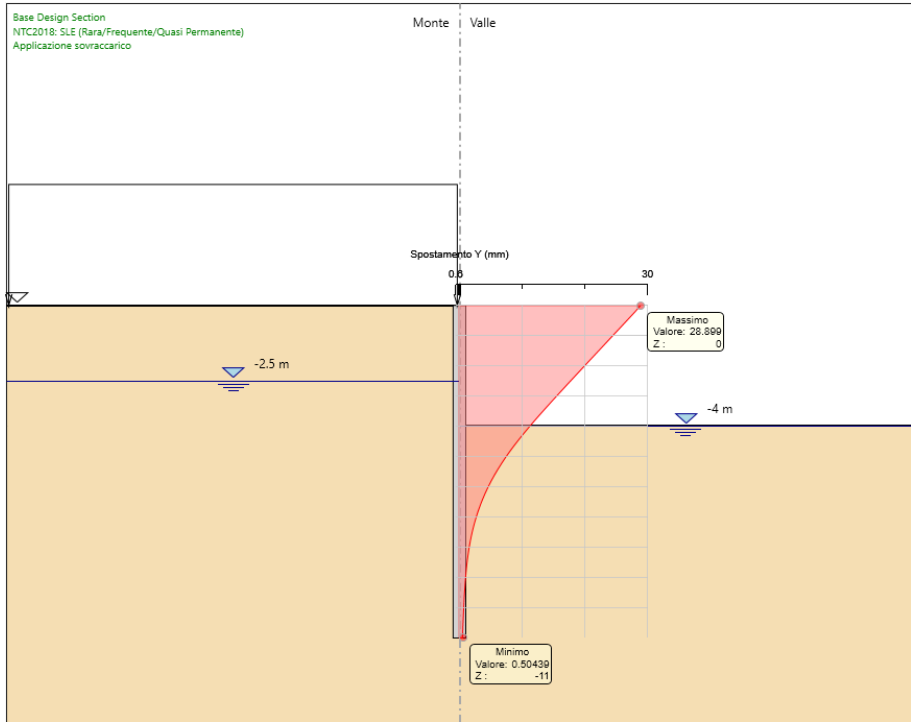 Base Design Section
NTC2018: SLE (Rara/Frequente/Quasi Permanente)
Applicazione sovraccarico
Monte
Valle
Spostamento Y (mm)
0.6
30
Massimo
Valore: 28.899
Z : 0
-2.5 m
-4 m
Minimo
Valore: 0.50439
Z : -11